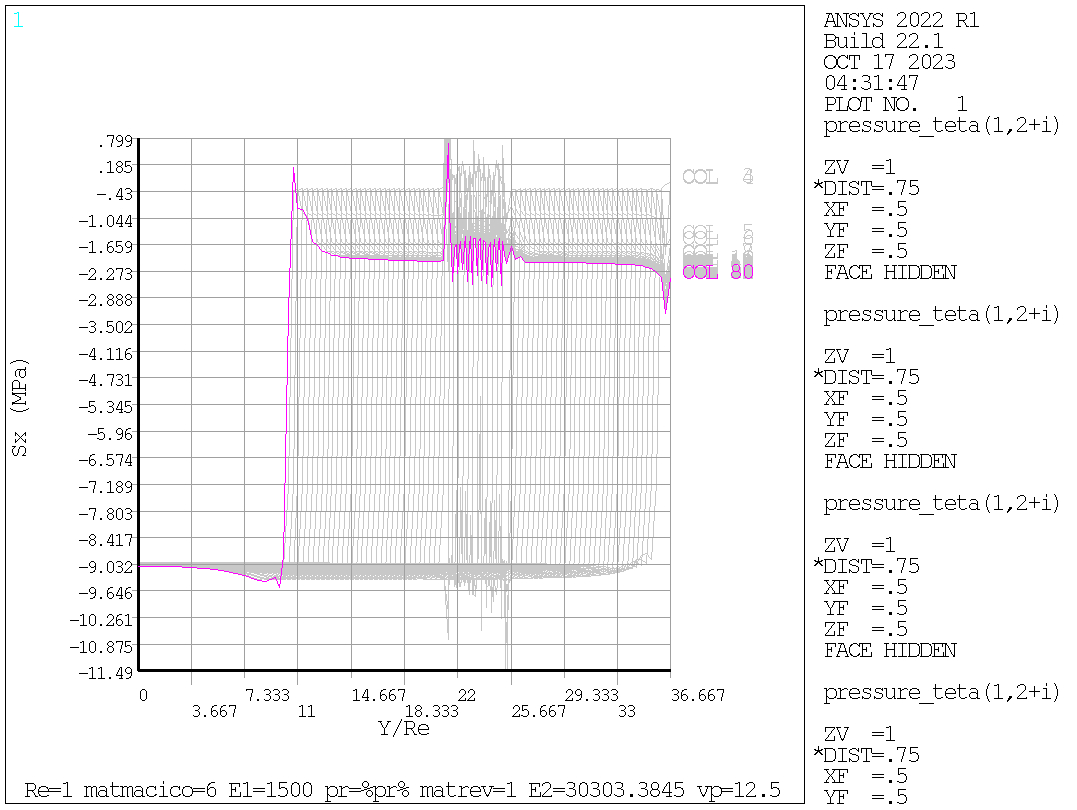 1
ANSYS 2022 R1
Build 22.1
OCT 17 2023
04:31:47
PLOT NO.   1
pressure_teta(1,2+i)
ZV  =1
*DIST=.75
XF  =.5
YF  =.5
ZF  =.5
FACE HIDDEN
pressure_teta(1,2+i)
ZV  =1
*DIST=.75
XF  =.5
YF  =.5
ZF  =.5
FACE HIDDEN
pressure_teta(1,2+i)
ZV  =1
*DIST=.75
XF  =.5
YF  =.5
ZF  =.5
FACE HIDDEN
pressure_teta(1,2+i)
ZV  =1
*DIST=.75
XF  =.5
YF  =.5
.799
.185
-.43
-1.044
-1.659
-2.273
-2.888
-3.502
-4.116
-4.731
-5.345
-5.96
-6.574
-7.189
-7.803
-8.417
-9.032
-9.646
-10.261
-10.875
-11.49
Sx (MPa)
COL
COL 80
0 7.333 14.667 22 29.333 36.667
3.667 11 18.333 25.667 33
Y/Re
Re=1 matmacico=6 E1=1500 pr=%pr% matrev=1 E2=30303.3845 vp=12.5